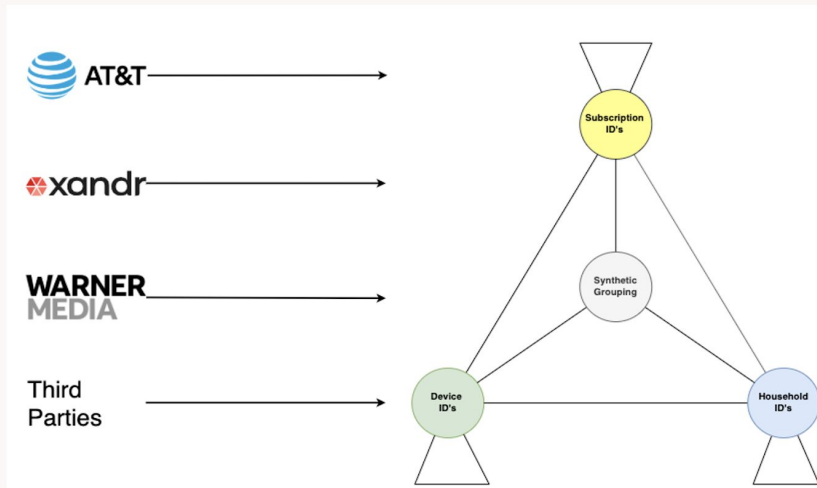 AT&T
xandr
WARNER
MEDIA
Third
Parties
Subscription
ID's
Synthetic
Grouping
Device
ID's
Household
ID's